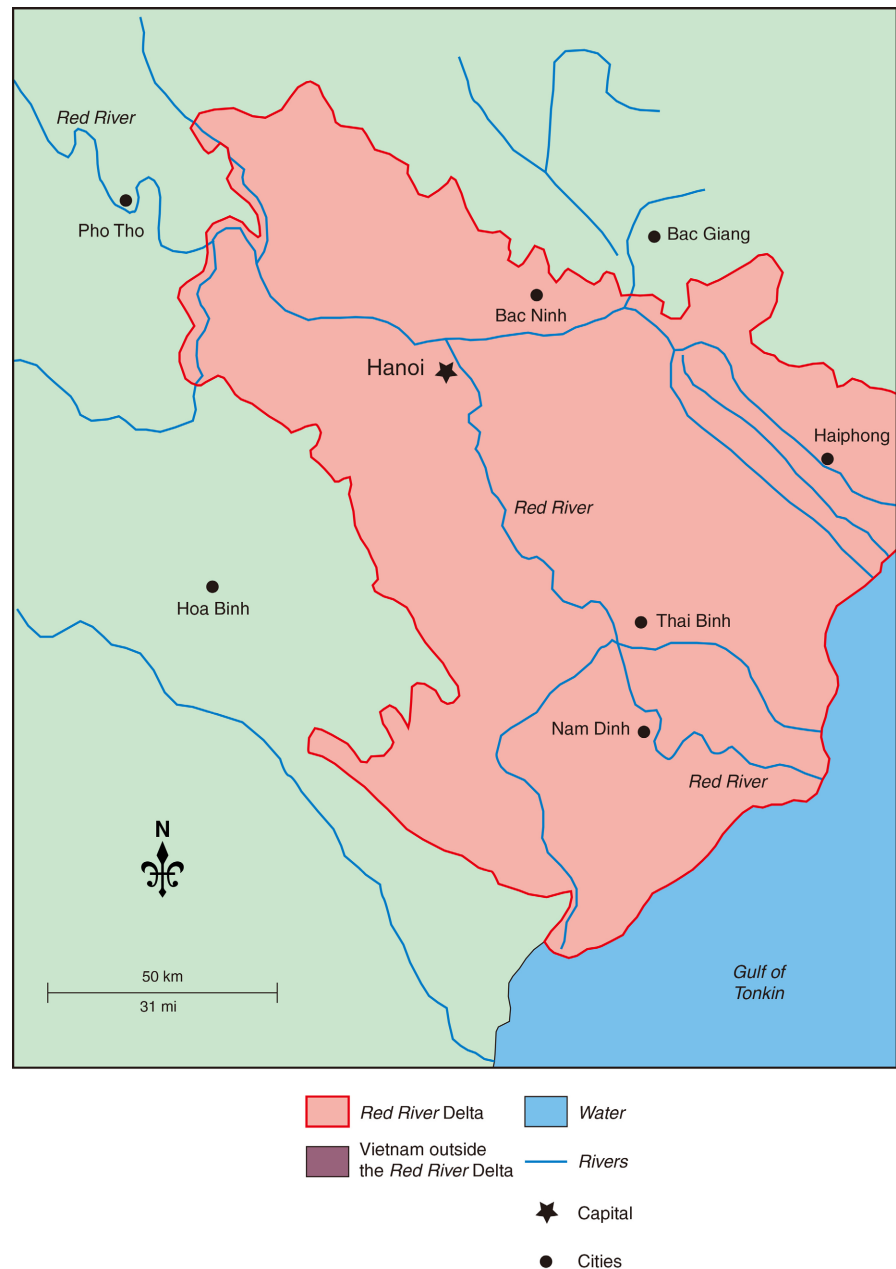 Red River
Pho Tho
Bac Giang
Bac Ninh
Hanoi
Haiphong
Red River
Hoa Binh
Thai Binh
Nam Dinh
Red River
N
50 km
31 mi
Gulf of
Tonkin
Red River Delta
Water
Vietnam outside
the Red River Delta
Rivers
Capital
Cities